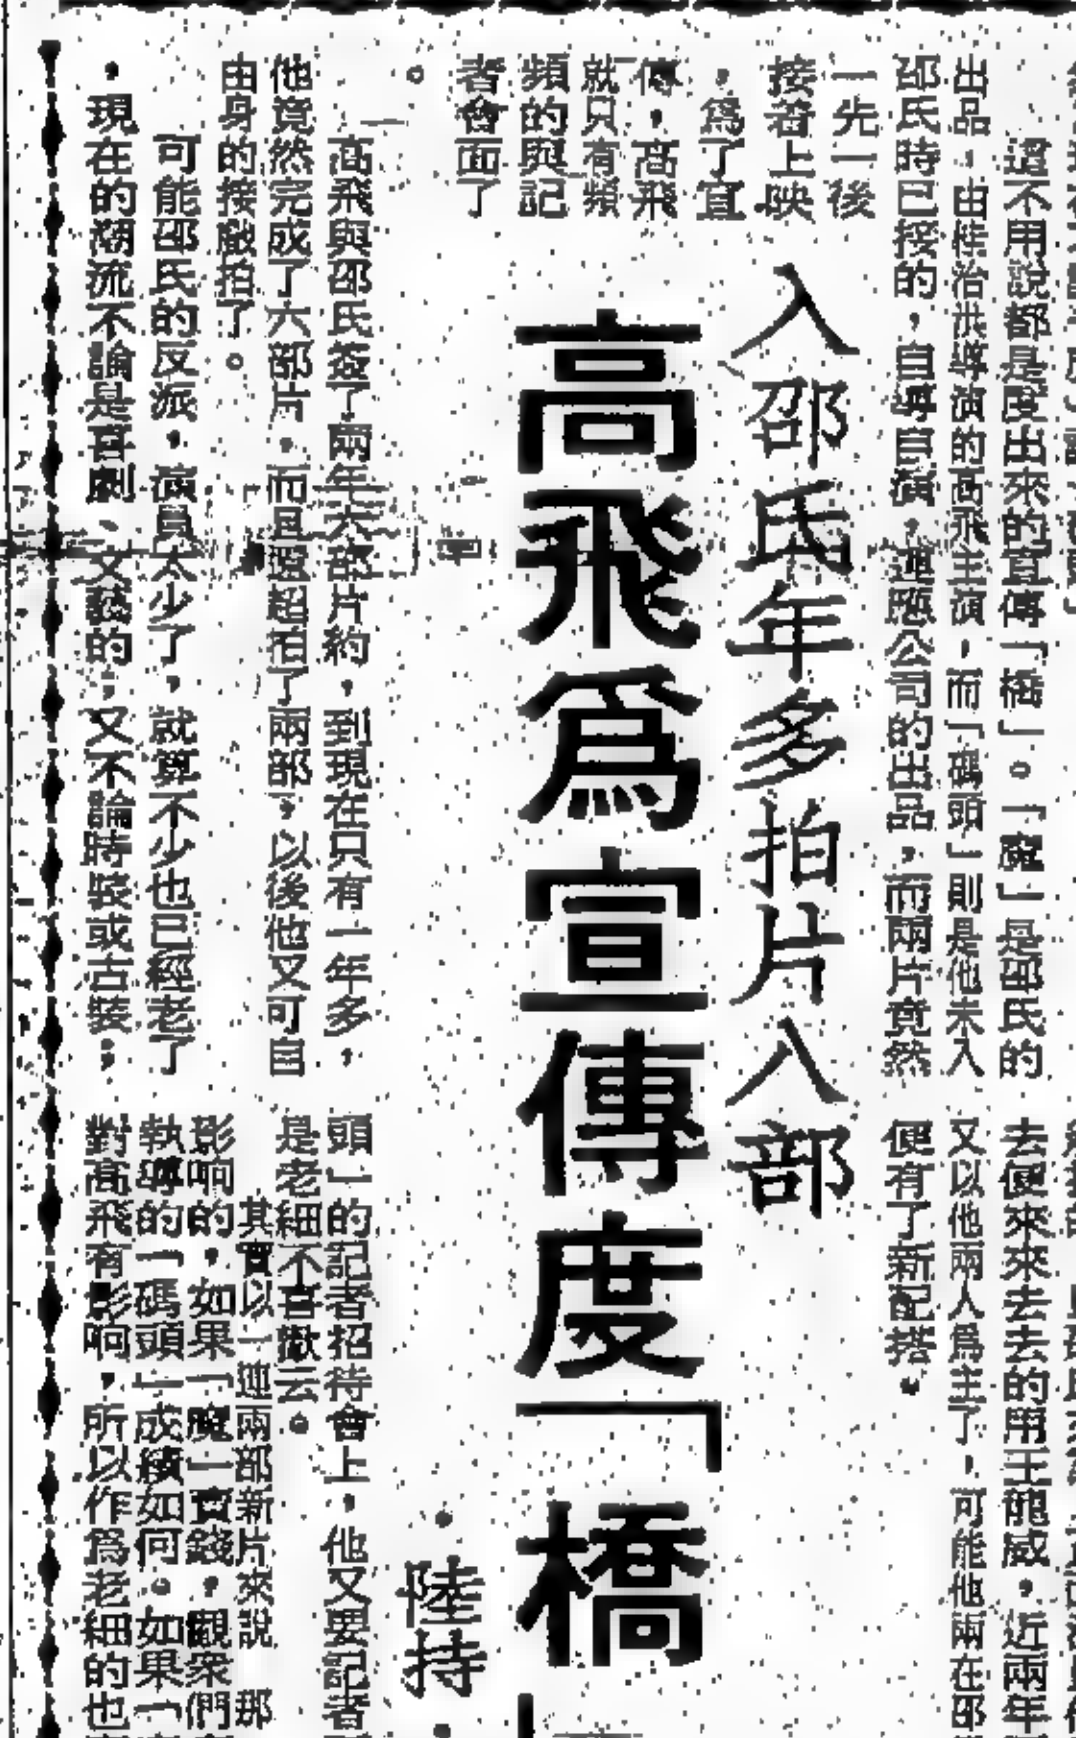 入邵氏年多拍片八部
高飛爲宣傳度「橋
陸持
這不用說都是度出來的宣傳「橋」。「魔」是邵氏的
出品，由桂治洪導演的高飛主演，而「碼頭」則是他未入
邵氏時已接的，自導自演，連應公司的出品，而兩片竟然
一先一後
接着上映
，爲了宣
傳，高飛
就只有頻
頻的與記
者會面了
。
高飛與邵氏簽了兩年六部片約，到現在只有一年多，
他竟然完成了六部片，而且還超拍了兩部，以後他又可自
由身的接戲拍了。
可能邵氏的反派，演員太少了，就算不少也已經老了
，現在的潮流不論是喜劇、文藝的，又不論時裝或古裝，
去便來來去去的用王龍威，近兩年
又以他兩人爲主了，可能他兩在邵
便有了新配搭。
頭」的記者招待會上，他又要記者
是老細不喜歡云。
其實以一連兩部新片來說 那
影响的，如果「魔」賣錢，觀衆們
執導的「碼頭」成績如何。如果「
對高飛有影响，所以作爲老細的也